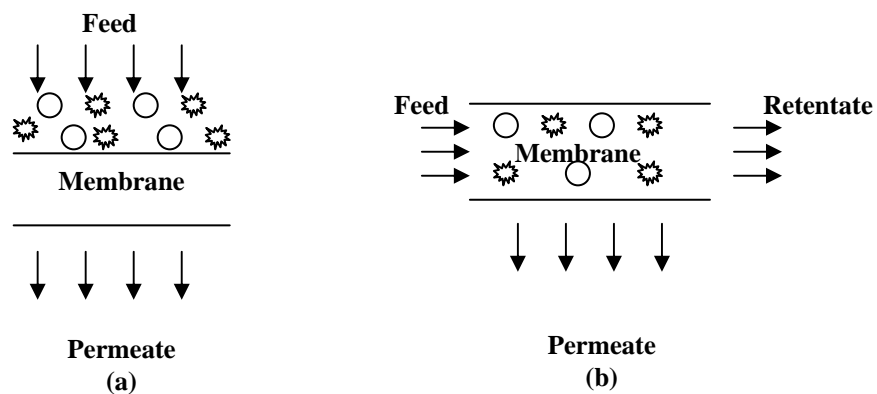 Feed
Membrane
Permeate
(a)
Feed
Retentate
Membrane
Permeate
(b)